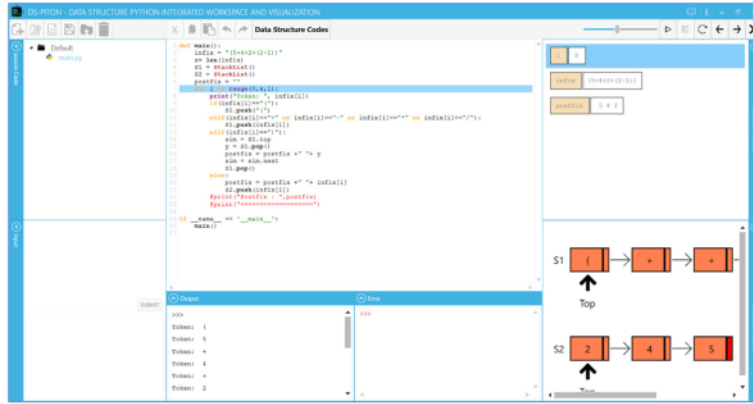 DS-PITON - DATA STRUCTURE PYTHON INTEGRATED WORKSPACE AND VISUALIZATION
Data Structure Codes
Source Code
Default
main.py
def main():
infix = "(5+4+2+(2-1))"
n= len(infix)
S1 = StackList()
S2 = StackList()
postfix = ""
for i in range(0,n,1):
print("Token: ", infix[i])
if(infix[i]=="("):
S1.push("(")
elif(infix[i]=="+" or infix[i]=="-" or infix[i]=="*" or infix[i]=="/"):
S1.push(infix[i])
elif(infix[i]==")"):
sim = S1.top
y = S1.pop()
postfix = postfix +" "+ y
sim = sim.next
S1.pop()
else:
postfix = postfix +" "+ infix[i]
S2.push(infix[i])
#print("Postfix : ",postfix)
if __name__ == '__main__':
main()
infix (5+4+2+(2-1))
postfix 5 4 2
S1 ( + +
Top
S2 2 4 5
Top
Input
SUBMIT
Output
>>>
Token: (
Token: 5
Token: +
Token: 4
Token: +
Token: 2
Error
>>>